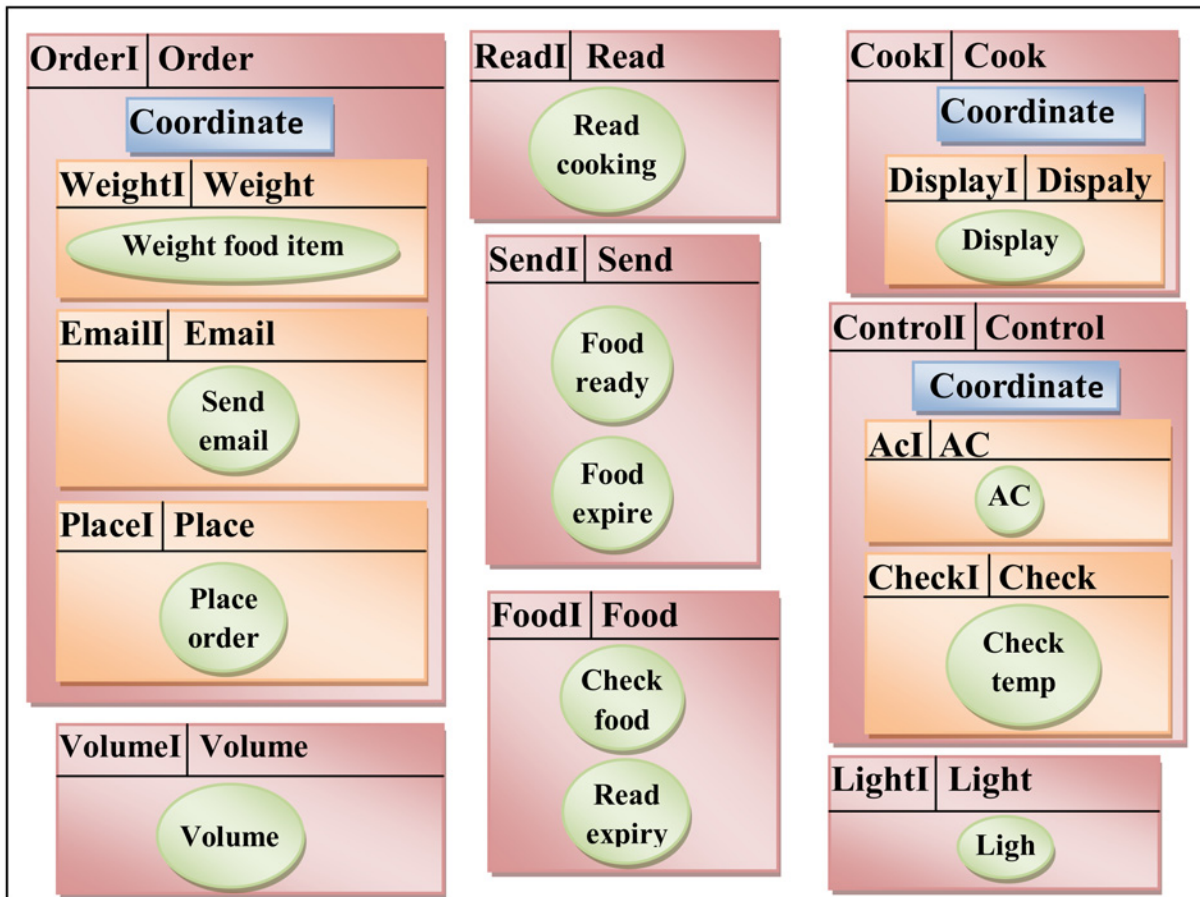 OrderI Order
Coordinate
WeightI Weight
Weight food item
EmailI Email
Send
email
PlaceI Place
Place
order
VolumeI Volume
Volume
ReadI Read
Read
cooking
SendI Send
Food
ready
Food
expire
FoodI Food
Check
food
Read
expiry
CookI Cook
Coordinate
DisplayI Dispaly
Display
ControlI Control
Coordinate
AcI AC
AC
CheckI Check
Check
temp
LightI Light
Ligh